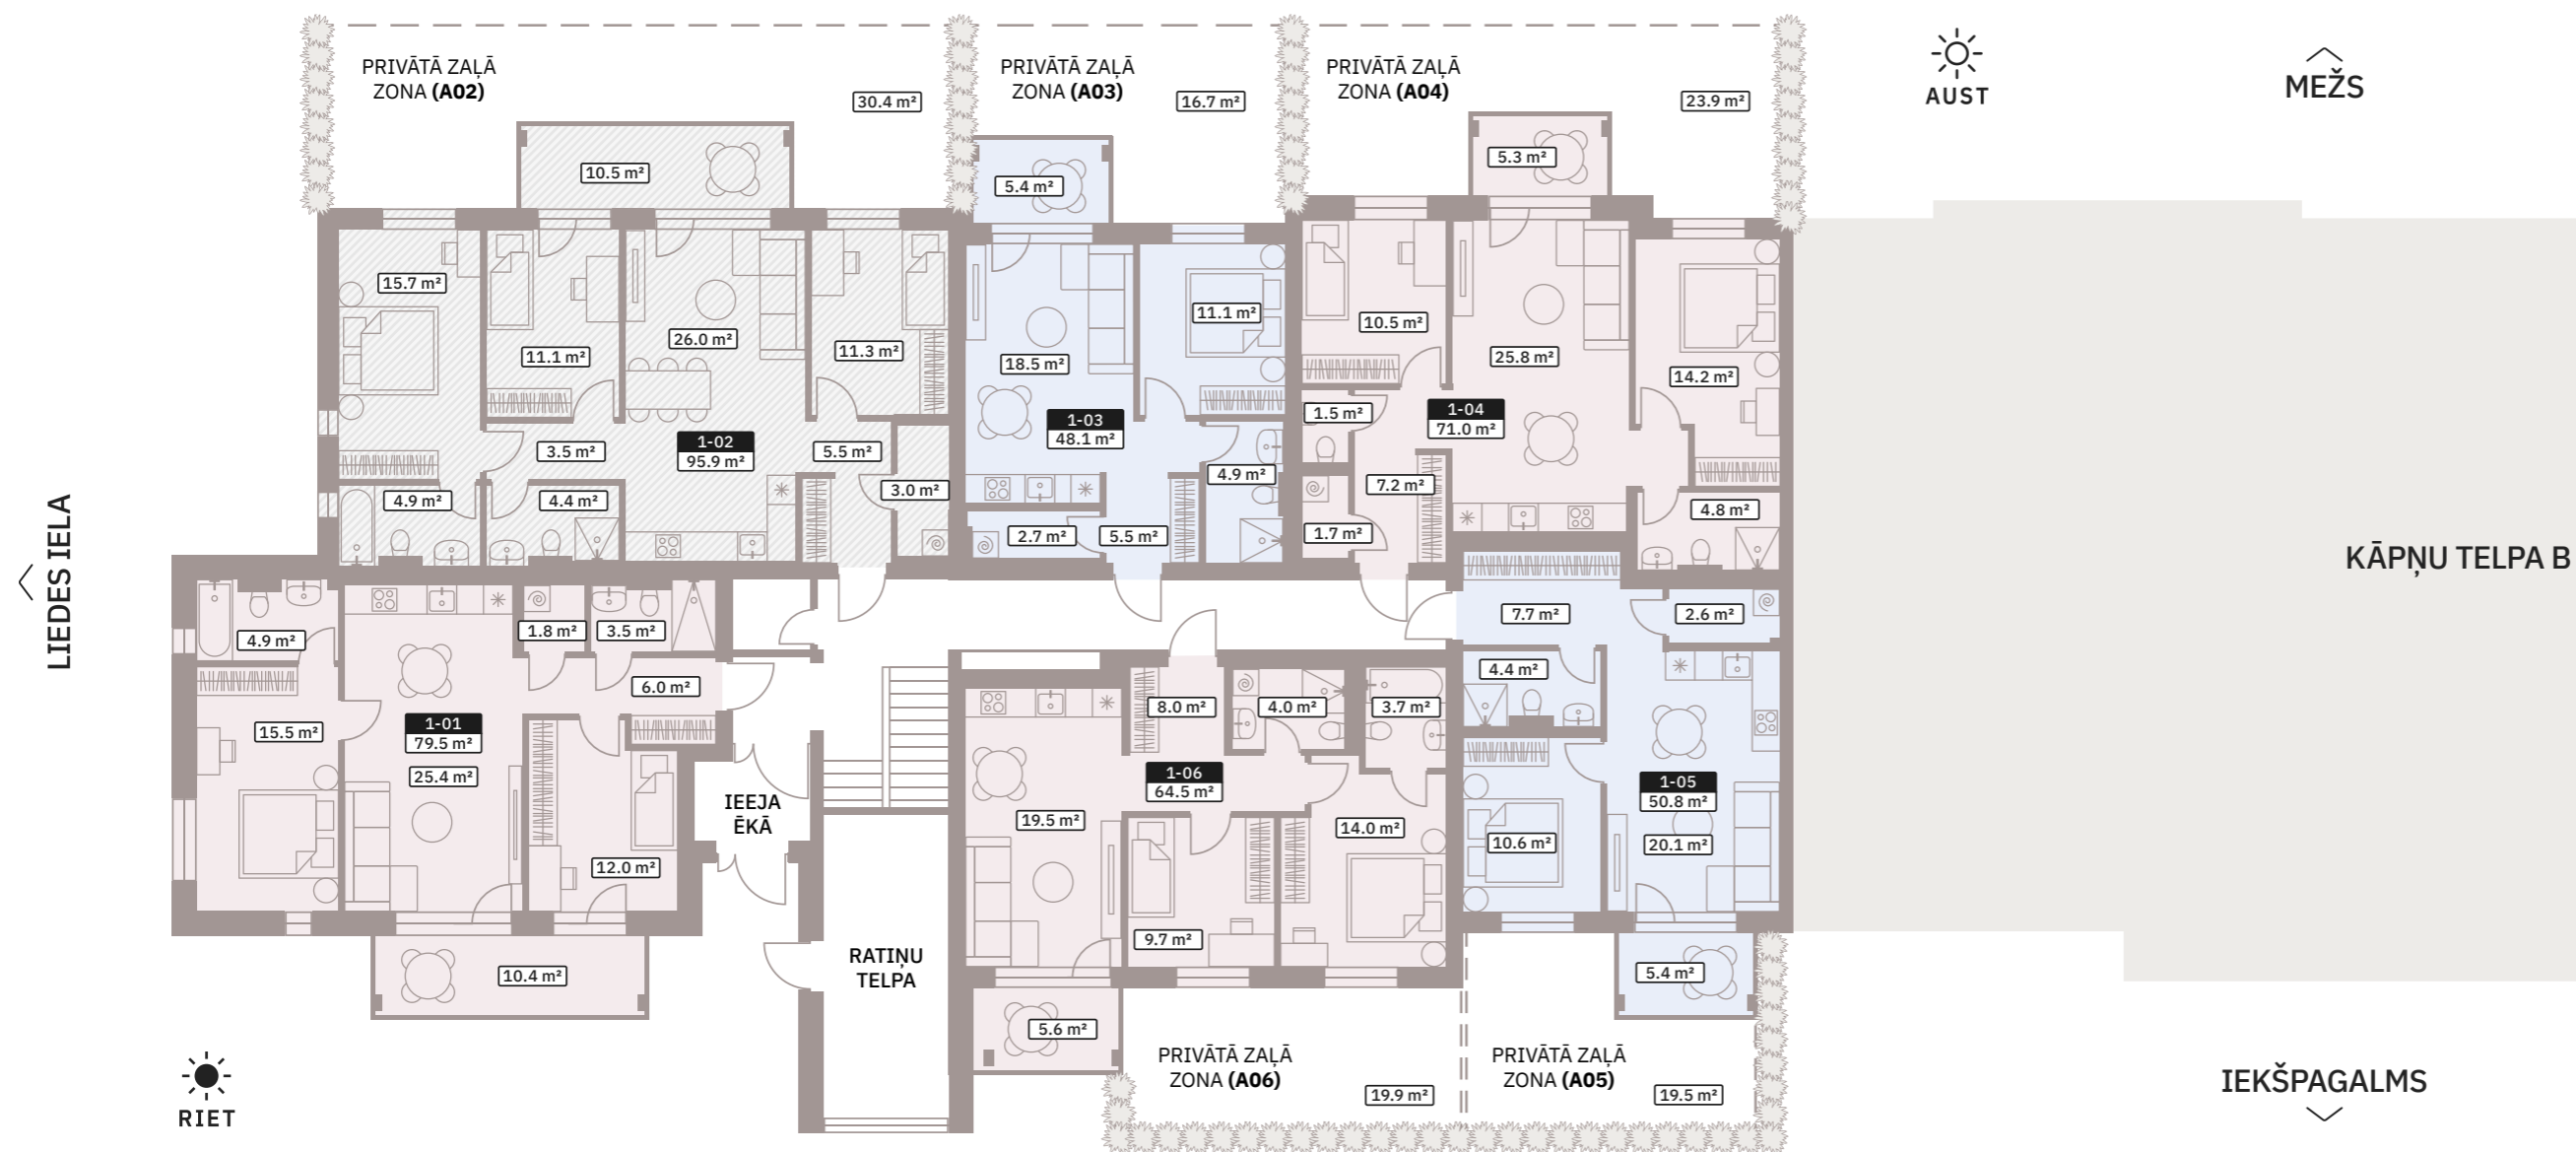 PRIVĀTĀ ZAĻĀ
ZONA (A02)
30.4 m²
PRIVĀTĀ ZAĻĀ
ZONA (A03)
16.7 m²
PRIVĀTĀ ZAĻĀ
ZONA (A04)
23.9 m²
AUST
MEŽS
10.5 m²
5.4 m²
5.3 m²
15.7 m²
11.1 m²
26.0 m²
11.3 m²
3.5 m²
1-02
95.9 m²
5.5 m²
3.0 m²
4.9 m²
4.4 m²
18.5 m²
11.1 m²
1-03
48.1 m²
4.9 m²
2.7 m²
5.5 m²
10.5 m²
25.8 m²
14.2 m²
1.5 m²
1-04
71.0 m²
7.2 m²
1.7 m²
4.8 m²
LIEDES IELA
KĀPŅU TELPA B
4.9 m²
1.8 m²
3.5 m²
6.0 m²
15.5 m²
1-01
79.5 m²
25.4 m²
12.0 m²
10.4 m²
IEEJA
ĒKĀ
RATIŅU
TELPA
8.0 m²
4.0 m²
3.7 m²
1-06
64.5 m²
19.5 m²
14.0 m²
9.7 m²
5.6 m²
7.7 m²
2.6 m²
4.4 m²
1-05
50.8 m²
10.6 m²
20.1 m²
5.4 m²
PRIVĀTĀ ZAĻĀ
ZONA (A06)
19.9 m²
PRIVĀTĀ ZAĻĀ
ZONA (A05)
19.5 m²
RIET
IEKŠPAGALMS